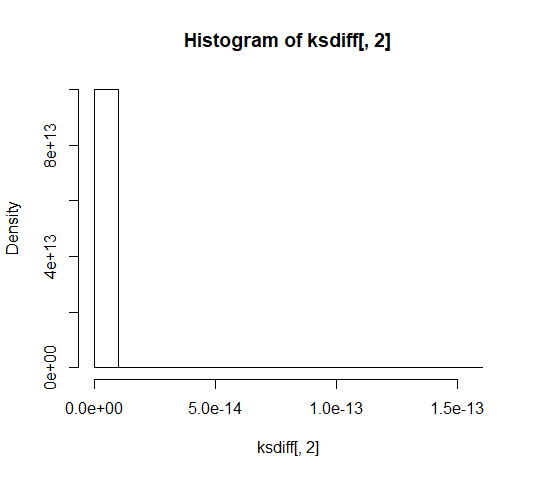 Histogram of ksdiff[, 2]
Density
8e+13
4e+13
0e+00
0.0e+00 5.0e-14 1.0e-13 1.5e-13
ksdiff[, 2]